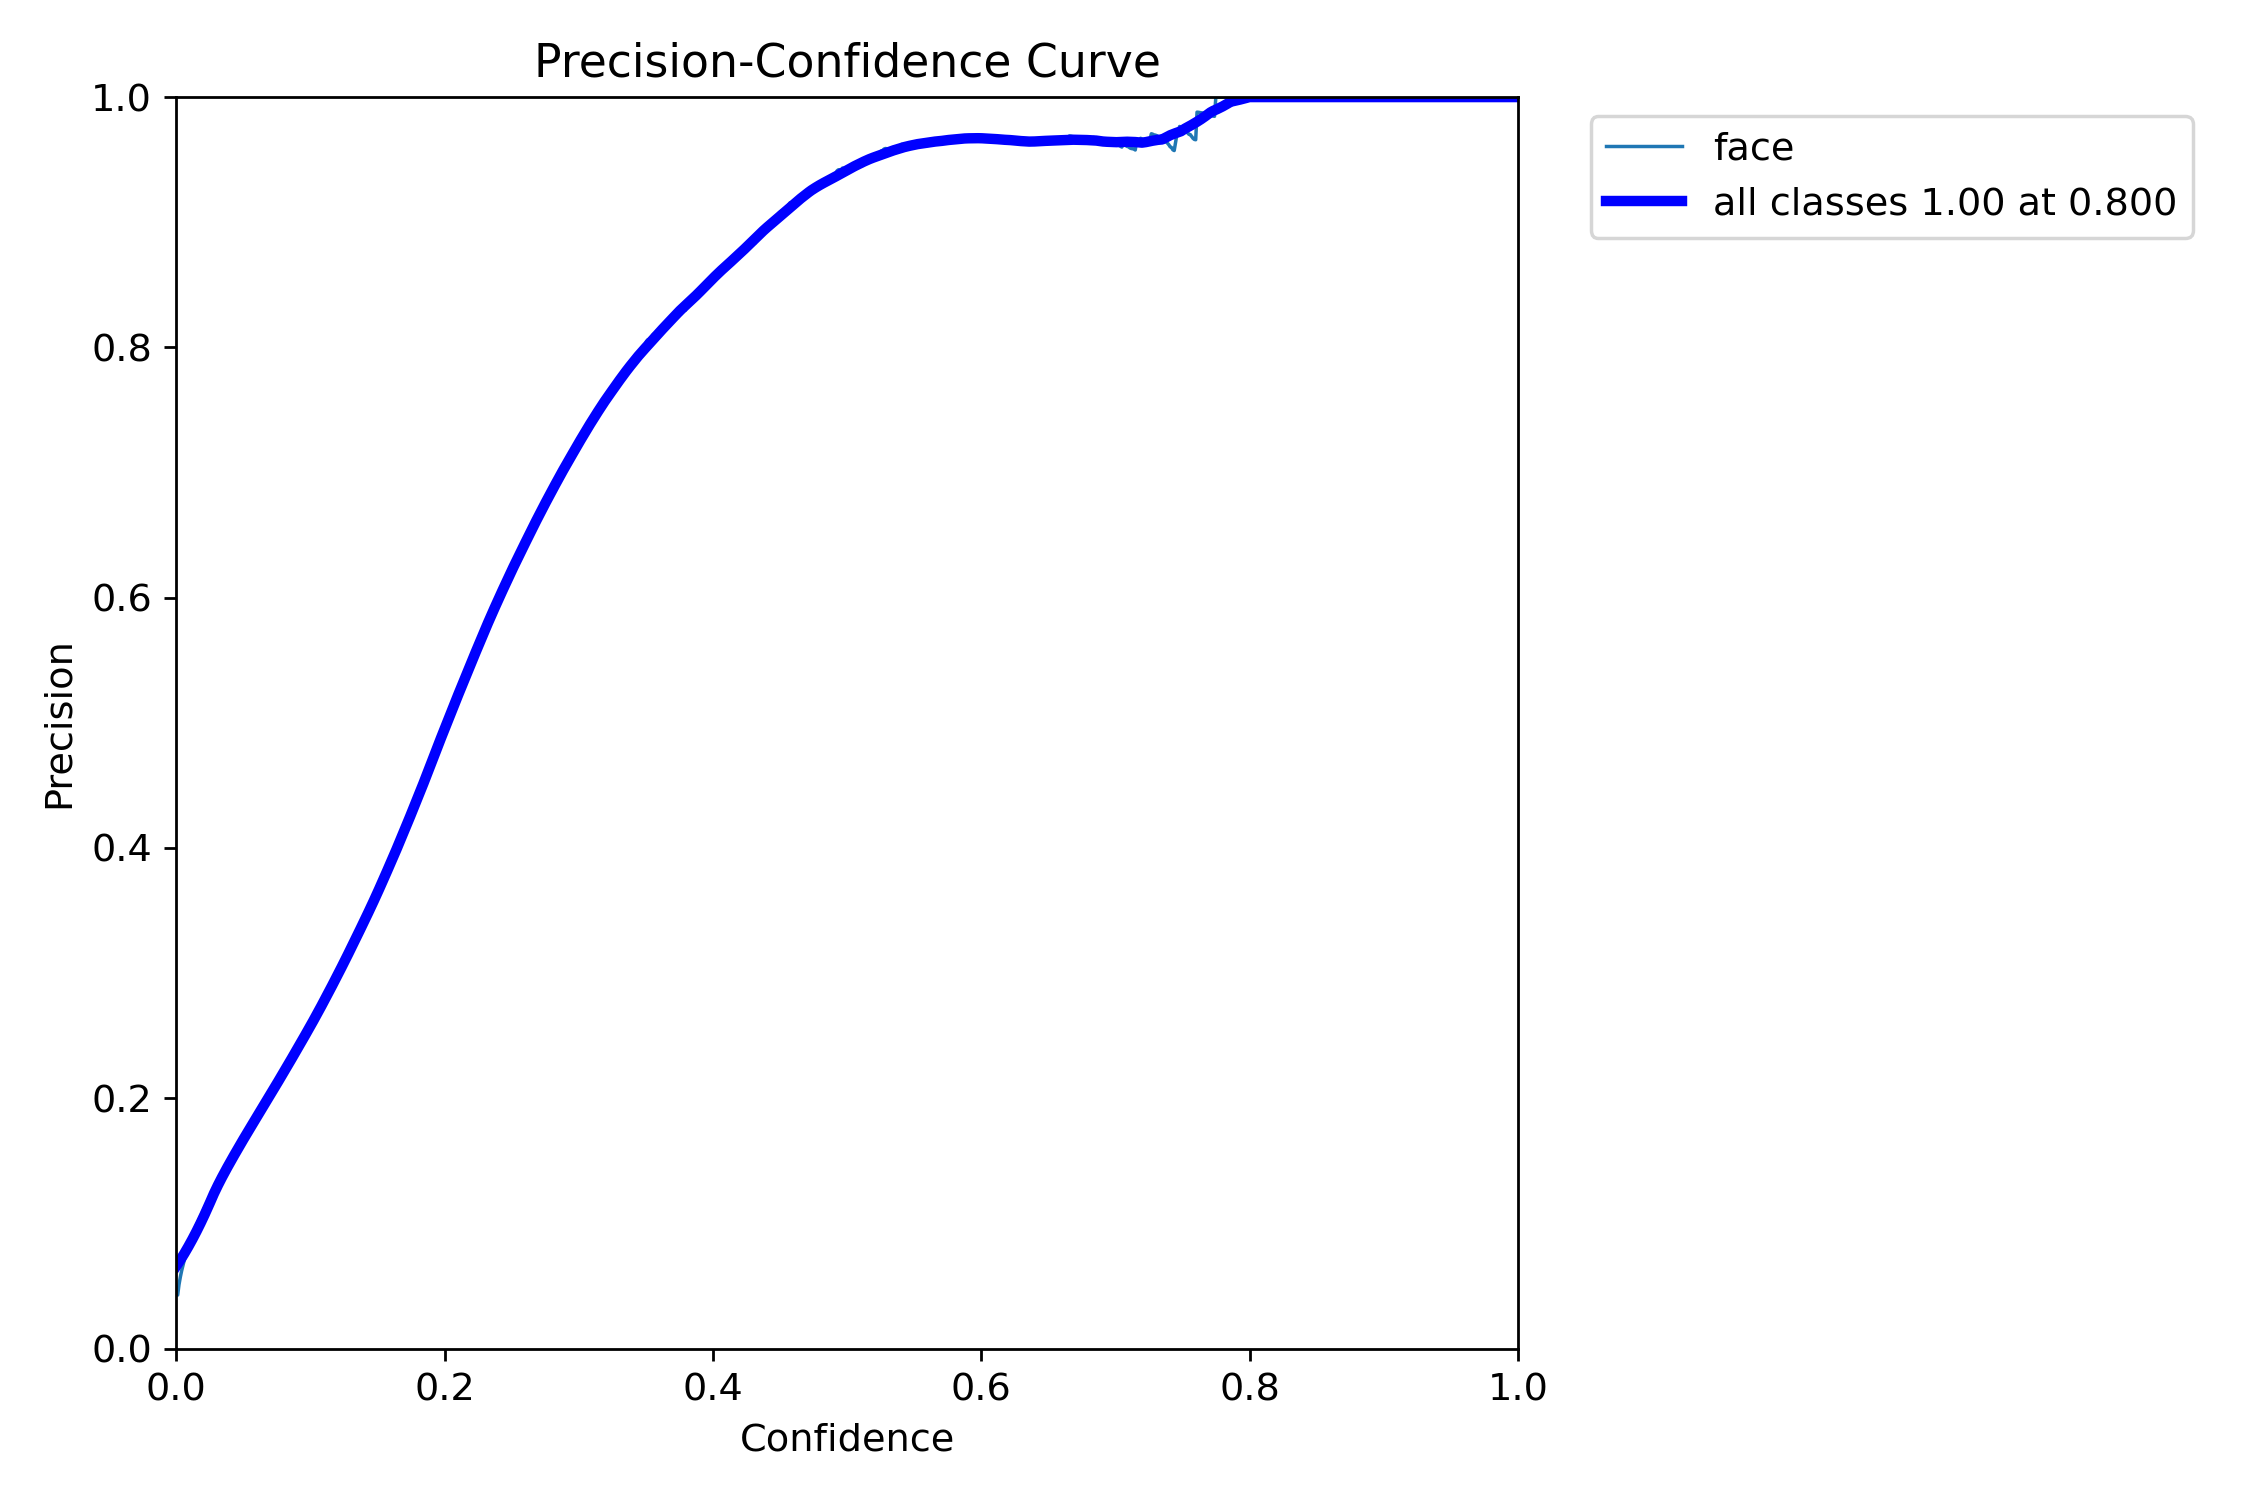 Precision-Confidence Curve
1.0
0.8
0.6
0.4
0.2
0.0
Precision
0.0 0.2 0.4 0.6 0.8 1.0
Confidence
face
all classes 1.00 at 0.800